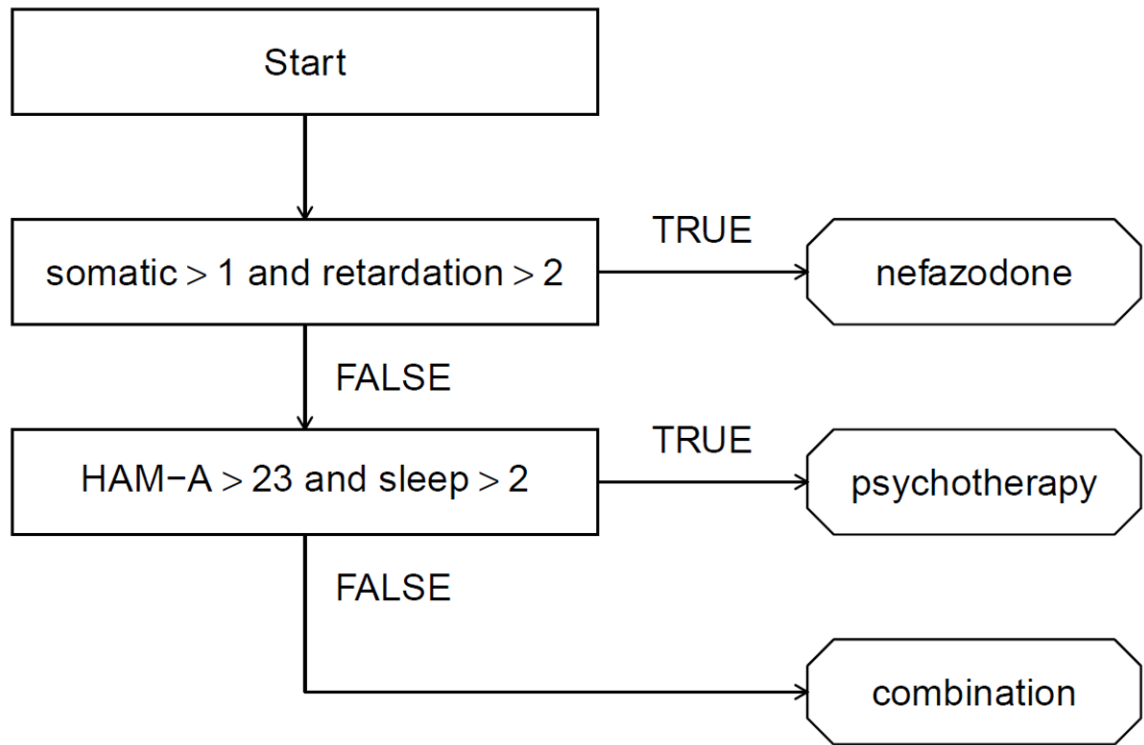 Start
TRUE
somatic > 1 and retardation > 2
nefazodone
FALSE
TRUE
HAM−A > 23 and sleep > 2
psychotherapy
FALSE
combination